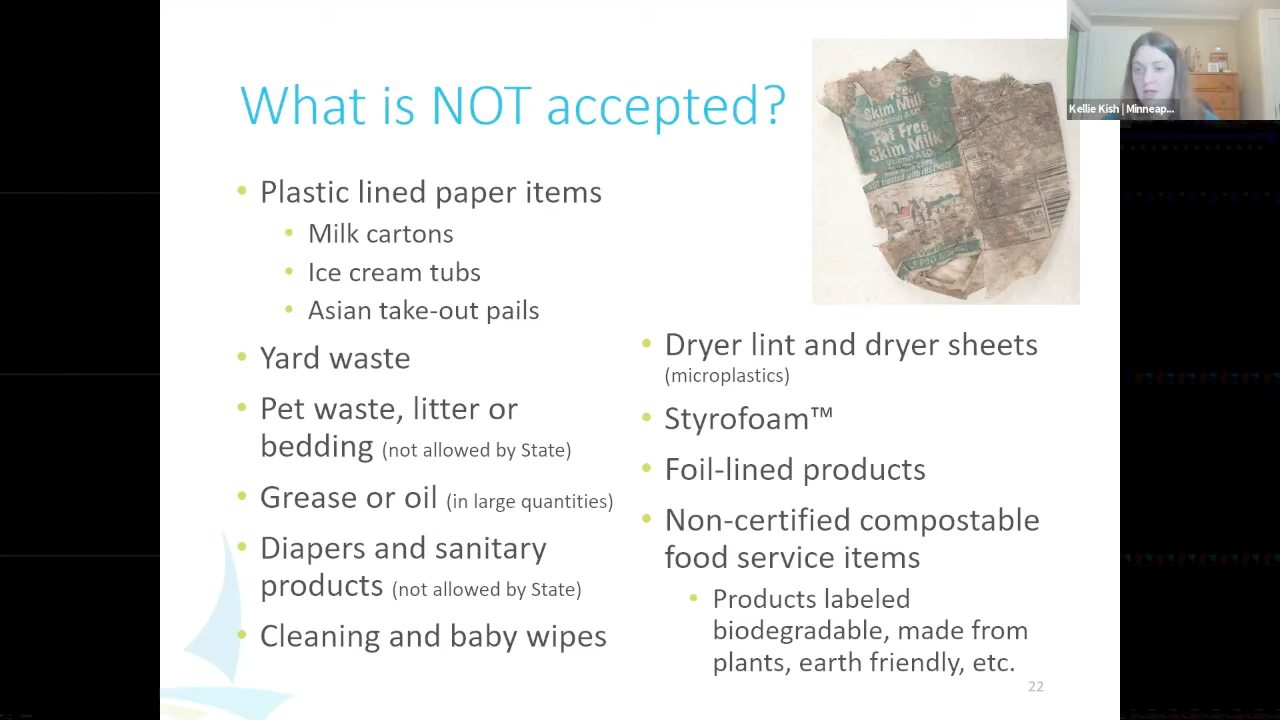 What is NOT accepted?
Plastic lined paper items
Milk cartons
Ice cream tubs
Asian take-out pails
Yard waste
Pet waste, litter or
bedding (not allowed by State)
Grease or oil (in large quantities)
Diapers and sanitary
products (not allowed by State)
Cleaning and baby wipes
Free
Skim Milk
Vitamin A&D
Fat Free
Skim Milk
Vitamin A&D
Dryer lint and dryer sheets
(microplastics)
Styrofoam™
Foil-lined products
Non-certified compostable
food service items
Products labeled
biodegradable, made from
plants, earth friendly, etc.
22
Kellie Kish | Minneap...